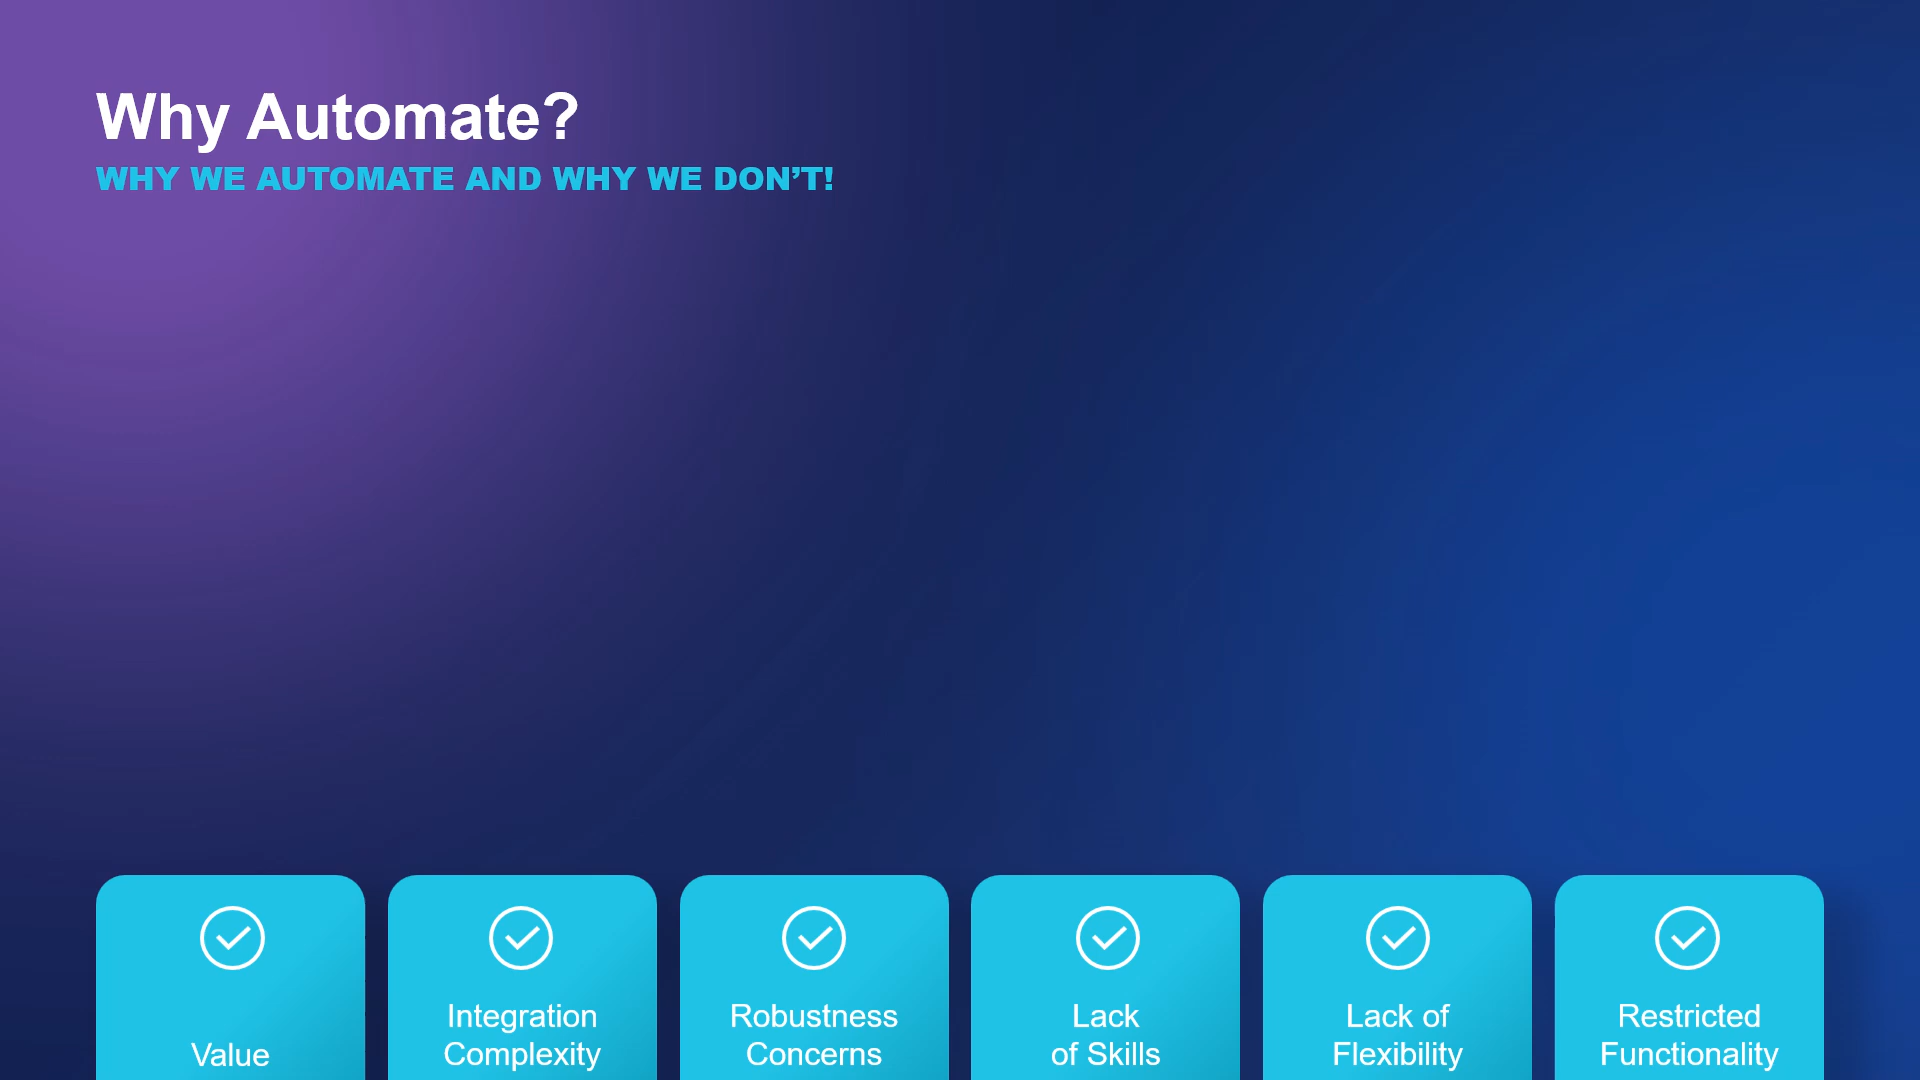 Why Automate?
WHY WE AUTOMATE AND WHY WE DON’T!
Value
Integration
Complexity
Robustness
Concerns
Lack
of Skills
Lack of
Flexibility
Restricted
Functionality